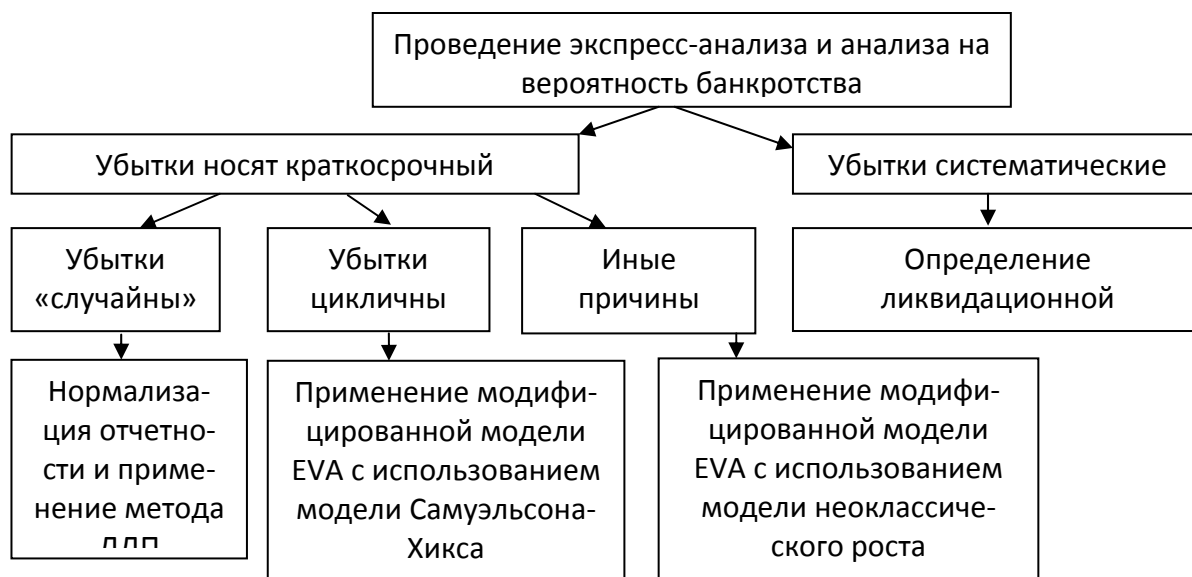 Проведение экспресс-анализа и анализа на
вероятность банкротства
Убытки носят краткосрочный
Убытки систематические
Убытки
«случайны»
Убытки
цикличны
Иные
причины
Определение
ликвидационной
Нормализа-
ция отчетно-
сти и приме-
нение метода
Применение модифи-
цированной модели
EVA с использованием
модели Самуэльсона-
Хикса
Применение модифи-
цированной модели
EVA с использованием
модели неоклассиче-
ского роста